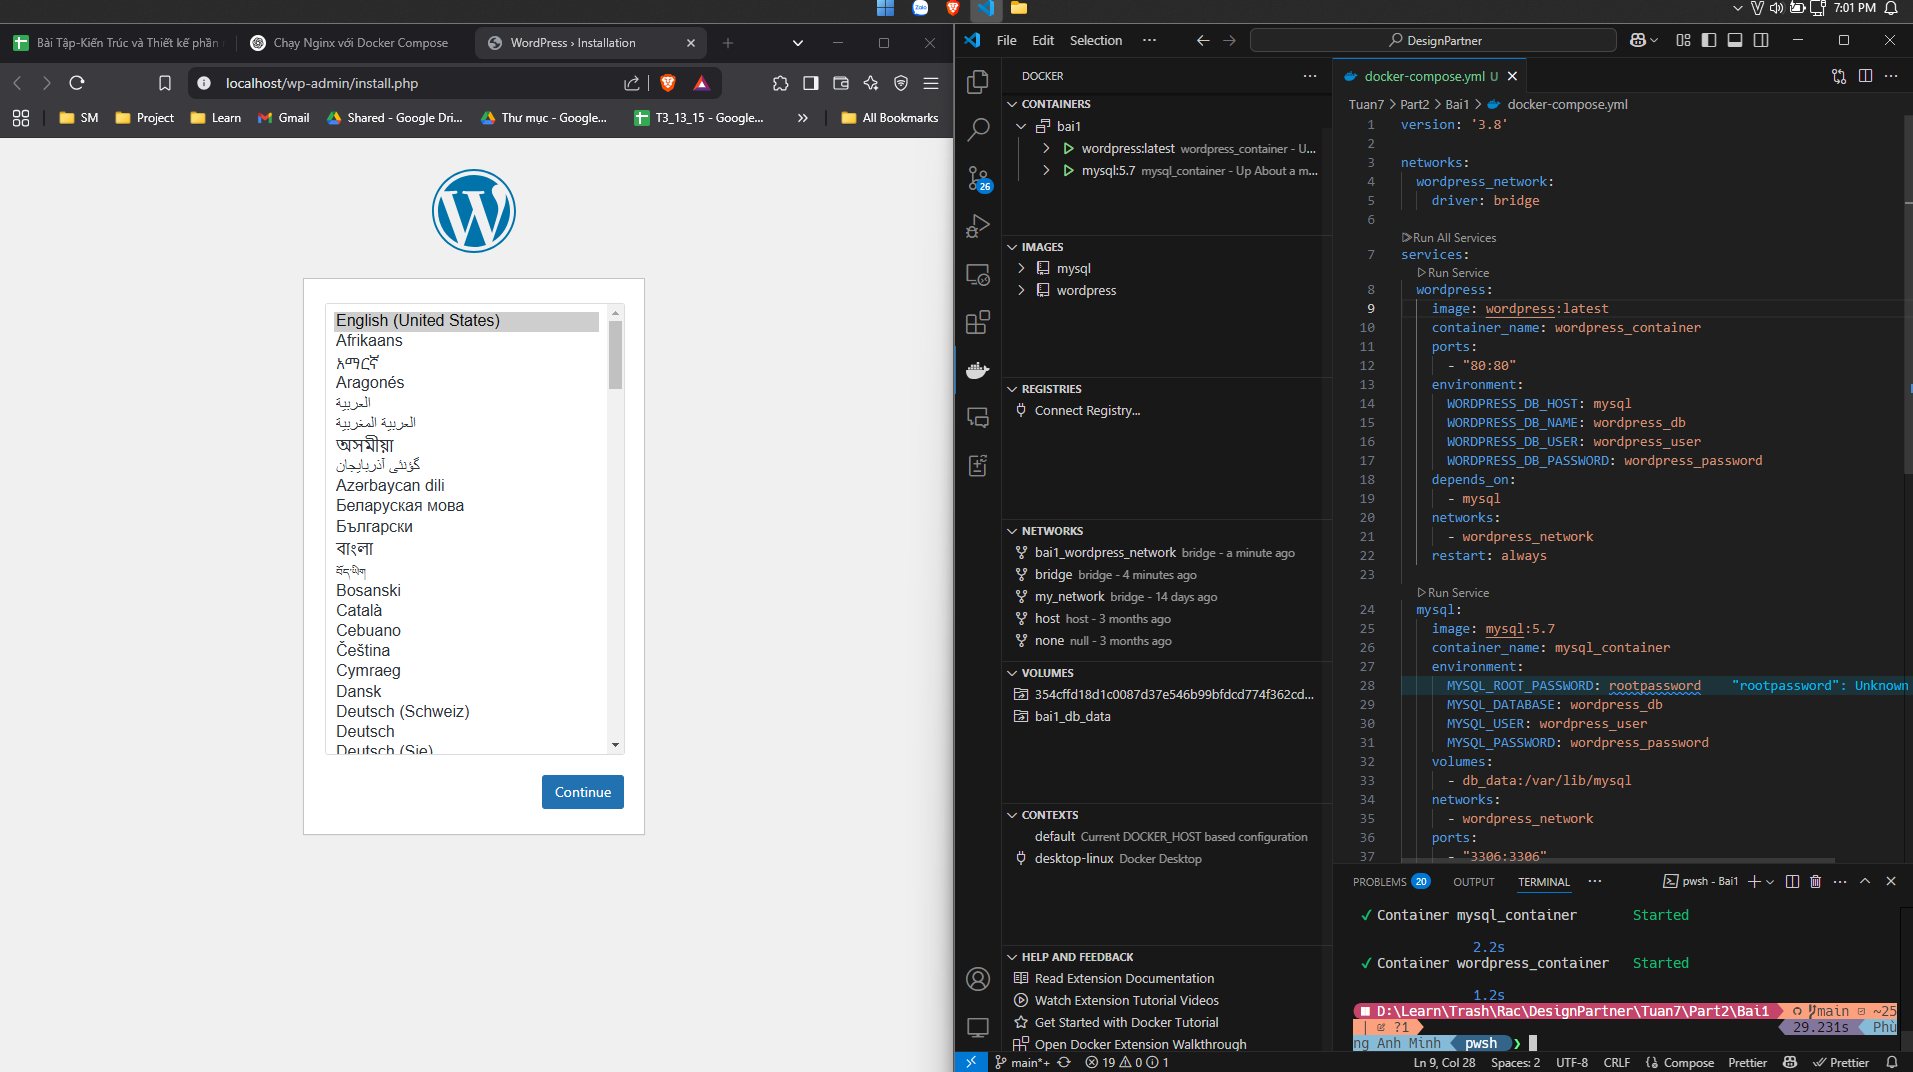 7:01 PM
Bài Tập-Kiến Trúc và Thiết kế phần
Chạy Nginx với Docker Compose
WordPress › Installation
localhost/wp-admin/install.php
SM
Project
Learn
Gmail
Shared - Google Dri...
Thư mục - Google...
T3_13_15 - Google...
All Bookmarks
English (United States)
Afrikaans
አማርኛ
Aragonés
العربية
العربية المغربية
অসমীয়া
گؤنئی آذربایجان
Azərbaycan dili
Беларуская мова
Български
বাংলা
བོད་ཡིག
Bosanski
Català
Cebuano
Čeština
Cymraeg
Dansk
Deutsch (Schweiz)
Deutsch
Deutsch (Sie)
Continue
File Edit Selection ···
DesignPartner
DOCKER
CONTAINERS
bai1
wordpress:latest wordpress_container - U...
mysql:5.7 mysql_container - Up About a m...
26
IMAGES
mysql
wordpress
REGISTRIES
Connect Registry...
NETWORKS
bai1_wordpress_network bridge - a minute ago
bridge bridge - 4 minutes ago
my_network bridge - 14 days ago
host host - 3 months ago
none null - 3 months ago
VOLUMES
354cffd18d1c0087d37e546b99bfdcd774f362cd...
bai1_db_data
CONTEXTS
default Current DOCKER_HOST based configuration
desktop-linux Docker Desktop
HELP AND FEEDBACK
Read Extension Documentation
Watch Extension Tutorial Videos
Get Started with Docker Tutorial
Open Docker Extension Walkthrough
docker-compose.yml U
Tuan7 > Part2 > Bai1 > docker-compose.yml
1 version: '3.8'
2
3 networks:
4 wordpress_network:
5 driver: bridge
6
Run All Services
7 services:
Run Service
8 wordpress:
9 image: wordpress:latest
10 container_name: wordpress_container
11 ports:
12 - "80:80"
13 environment:
14 WORDPRESS_DB_HOST: mysql
15 WORDPRESS_DB_NAME: wordpress_db
16 WORDPRESS_DB_USER: wordpress_user
17 WORDPRESS_DB_PASSWORD: wordpress_password
18 depends_on:
19 - mysql
20 networks:
21 - wordpress_network
22 restart: always
23
Run Service
24 mysql:
25 image: mysql:5.7
26 container_name: mysql_container
27 environment:
28 MYSQL_ROOT_PASSWORD: rootpassword "rootpassword": Unknown
29 MYSQL_DATABASE: wordpress_db
30 MYSQL_USER: wordpress_user
31 MYSQL_PASSWORD: wordpress_password
32 volumes:
33 - db_data:/var/lib/mysql
34 networks:
35 - wordpress_network
36 ports:
37 - "3306:3306"
PROBLEMS 20 OUTPUT TERMINAL ··· pwsh - Bai1
✓ Container mysql_container Started
2.2s
✓ Container wordpress_container Started
1.2s
D:\Learn\Trash\Rac\DesignPartner\Tuan7\Part2\Bai1 main ~25
| ?1 29.231s Phù
ng Anh Minh pwsh ❯
main*+ 19 0 1 Ln 9, Col 28 Spaces: 2 UTF-8 CRLF Compose Prettier Prettier